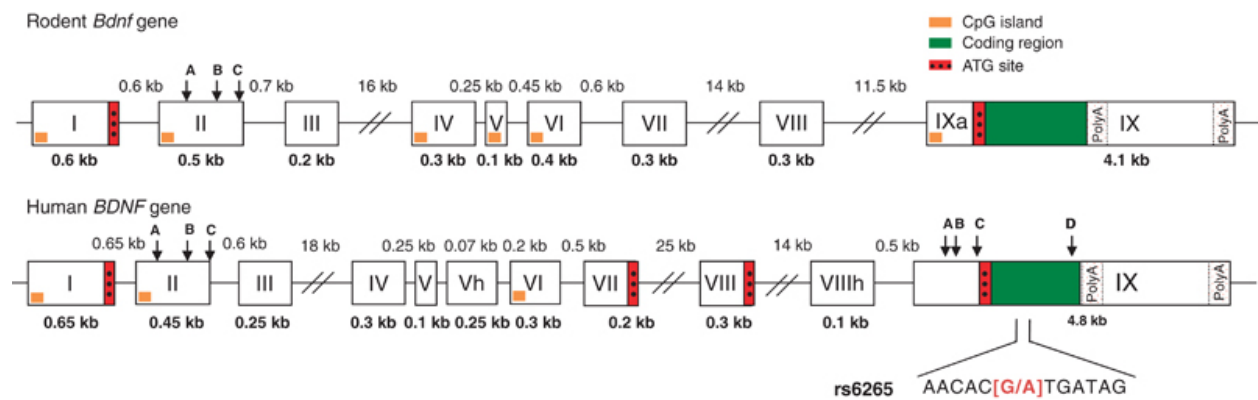 Rodent Bdnf gene
CpG island
Coding region
ATG site
A B C
0.6 kb 0.7 kb 16 kb 0.25 kb 0.45 kb 0.6 kb 14 kb 11.5 kb
I II III IV V VI VII VIII IXa PolyA IX PolyA
0.6 kb 0.5 kb 0.2 kb 0.3 kb 0.1 kb 0.4 kb 0.3 kb 0.3 kb 4.1 kb
Human BDNF gene
A B C A B C D
0.65 kb 0.6 kb 18 kb 0.25 kb 0.07 kb 0.2 kb 0.5 kb 25 kb 14 kb 0.5 kb
I II III IV V Vh VI VII VIII VIIIh PolyA IX PolyA
0.65 kb 0.45 kb 0.25 kb 0.3 kb 0.1 kb 0.25 kb 0.3 kb 0.2 kb 0.3 kb 0.1 kb 4.8 kb
rs6265 AACAC[G/A]TGATAG